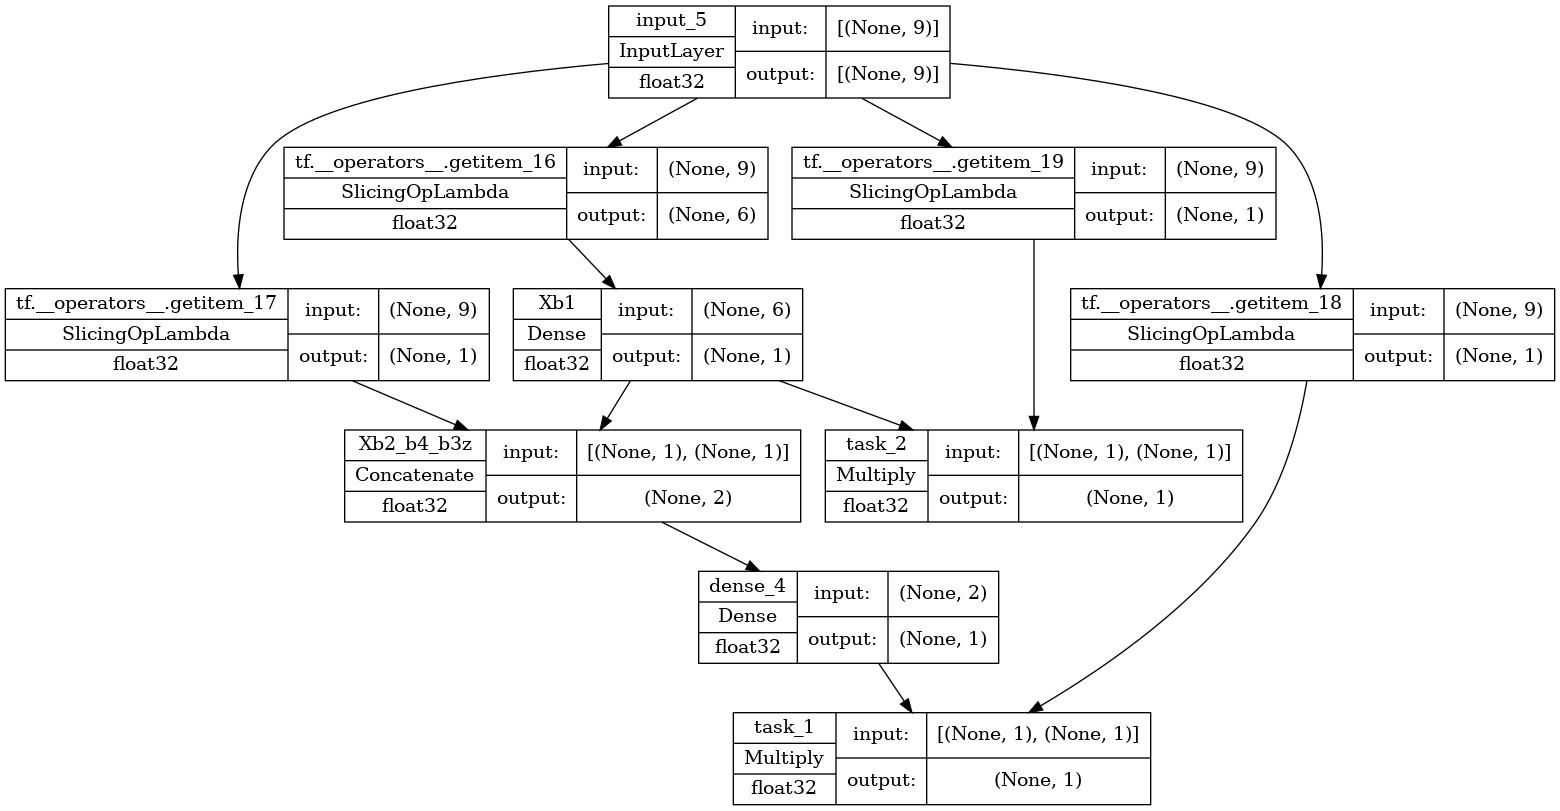 input_5
InputLayer
float32
input:
[(None, 9)]
output:
[(None, 9)]
tf.__operators__.getitem_16
SlicingOpLambda
float32
input:
(None, 9)
output:
(None, 6)
tf.__operators__.getitem_19
SlicingOpLambda
float32
input:
(None, 9)
output:
(None, 1)
tf.__operators__.getitem_17
SlicingOpLambda
float32
input:
(None, 9)
output:
(None, 1)
Xb1
Dense
float32
input:
(None, 6)
output:
(None, 1)
tf.__operators__.getitem_18
SlicingOpLambda
float32
input:
(None, 9)
output:
(None, 1)
Xb2_b4_b3z
Concatenate
float32
input:
[(None, 1), (None, 1)]
output:
(None, 2)
task_2
Multiply
float32
input:
[(None, 1), (None, 1)]
output:
(None, 1)
dense_4
Dense
float32
input:
(None, 2)
output:
(None, 1)
task_1
Multiply
float32
input:
[(None, 1), (None, 1)]
output:
(None, 1)